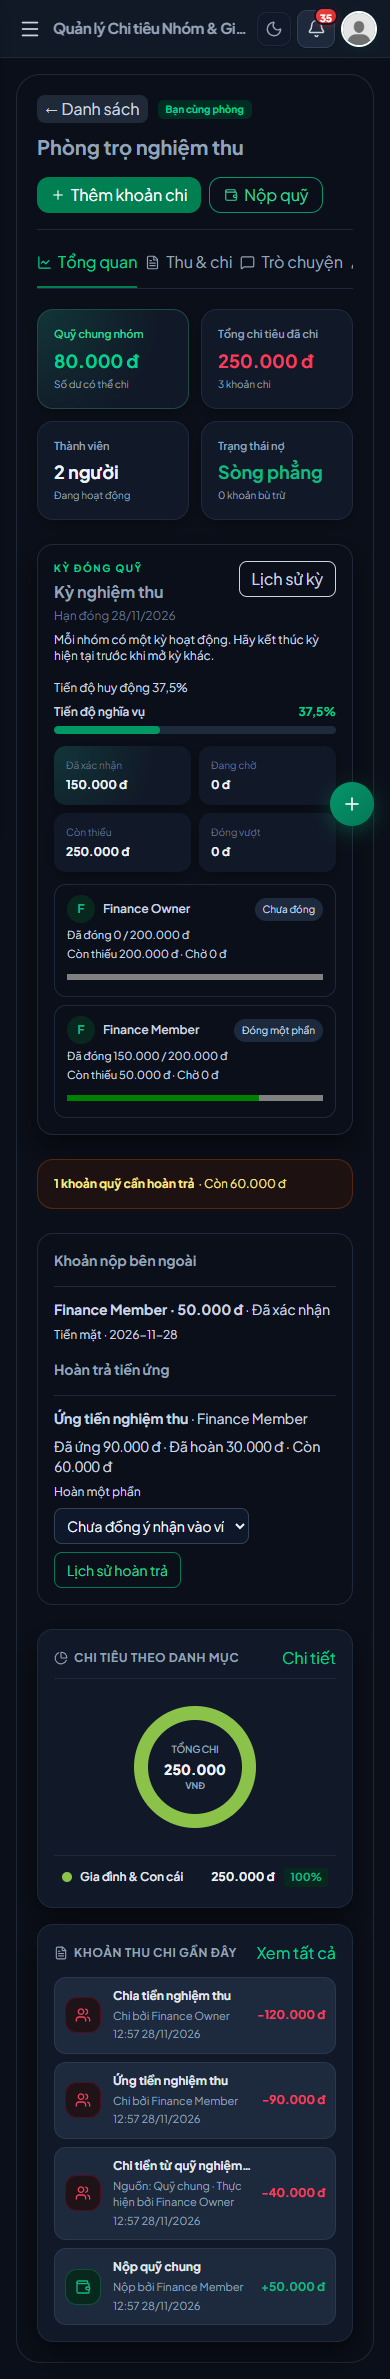 Quản lý Chi tiêu Nhóm & Gi...
35
← Danh sách
Bạn cùng phòng
Phòng trọ nghiệm thu
+ Thêm khoản chi
Nộp quỹ
Tổng quan
Thu & chi
Trò chuyện
Quỹ chung nhóm
80.000 đ
Số dư có thể chi
Tổng chi tiêu đã chi
250.000 đ
3 khoản chi
Thành viên
2 người
Đang hoạt động
Trạng thái nợ
Sòng phẳng
0 khoản bù trừ
KỲ ĐÓNG QUỸ
Kỳ nghiệm thu
Hạn đóng 28/11/2026
Lịch sử kỳ
Mỗi nhóm có một kỳ hoạt động. Hãy kết thúc kỳ
hiện tại trước khi mở kỳ khác.
Tiến độ huy động 37,5%
Tiến độ nghĩa vụ
37,5%
Đã xác nhận
150.000 đ
Đang chờ
0 đ
+
Còn thiếu
250.000 đ
Đóng vượt
0 đ
F
Finance Owner
Chưa đóng
Đã đóng 0 / 200.000 đ
Còn thiếu 200.000 đ · Chờ 0 đ
F
Finance Member
Đóng một phần
Đã đóng 150.000 / 200.000 đ
Còn thiếu 50.000 đ · Chờ 0 đ
1 khoản quỹ cần hoàn trả · Còn 60.000 đ
Khoản nộp bên ngoài
Finance Member · 50.000 đ · Đã xác nhận
Tiền mặt · 2026-11-28
Hoàn trả tiền ứng
Ứng tiền nghiệm thu · Finance Member
Đã ứng 90.000 đ · Đã hoàn 30.000 đ · Còn
60.000 đ
Hoàn một phần
Chưa đồng ý nhận vào ví
Lịch sử hoàn trả
CHI TIÊU THEO DANH MỤC
Chi tiết
TỔNG CHI
250.000
VNĐ
Gia đình & Con cái
250.000 đ
100%
KHOẢN THU CHI GẦN ĐÂY
Xem tất cả
Chia tiền nghiệm thu
Chi bởi Finance Owner
12:57 28/11/2026
-120.000 đ
Ứng tiền nghiệm thu
Chi bởi Finance Member
12:57 28/11/2026
-90.000 đ
Chi tiền từ quỹ nghiệm...
Nguồn: Quỹ chung · Thực
hiện bởi Finance Owner
12:57 28/11/2026
-40.000 đ
Nộp quỹ chung
Nộp bởi Finance Member
12:57 28/11/2026
+50.000 đ